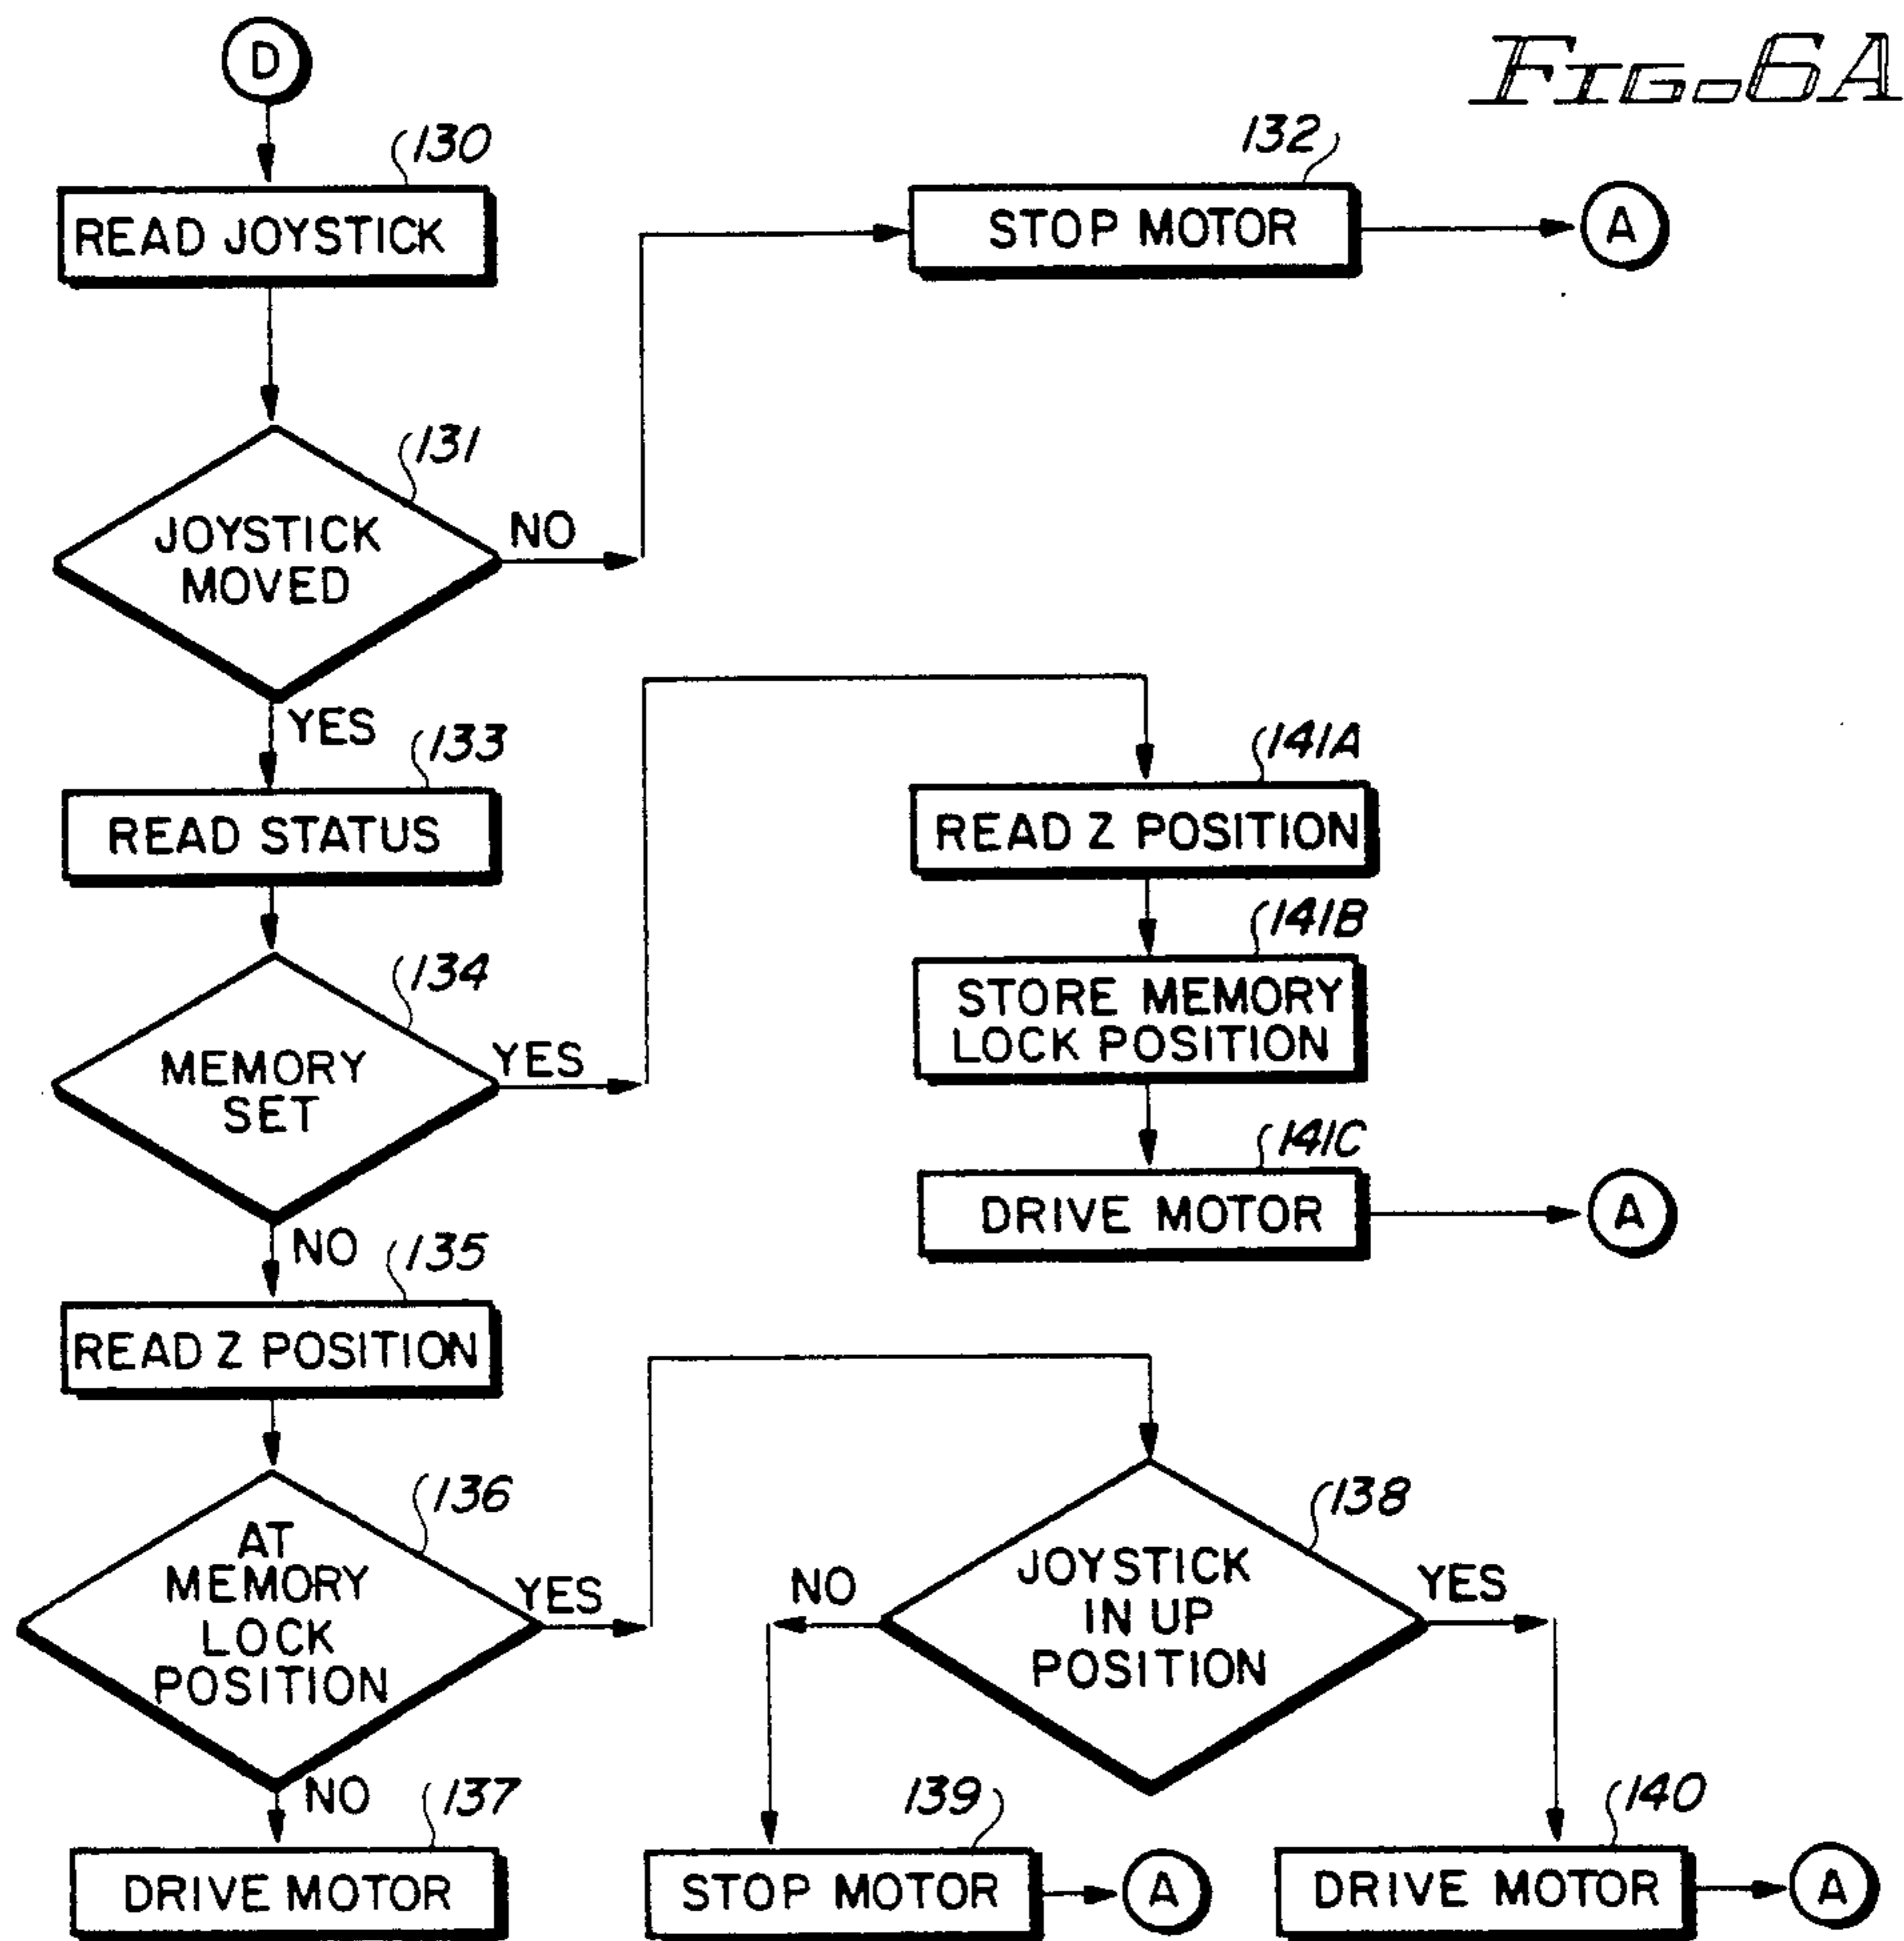 FIG. 6A
D
130
READ JOYSTICK
132
STOP MOTOR
A
131
JOYSTICK
MOVED
NO
YES
133
READ STATUS
141A
READ Z POSITION
134
MEMORY
SET
YES
141B
STORE MEMORY
LOCK POSITION
141C
DRIVE MOTOR
A
NO
135
READ Z POSITION
136
AT
MEMORY
LOCK
POSITION
YES
138
JOYSTICK
IN UP
POSITION
NO
YES
NO
137
DRIVE MOTOR
139
STOP MOTOR
A
140
DRIVE MOTOR
A